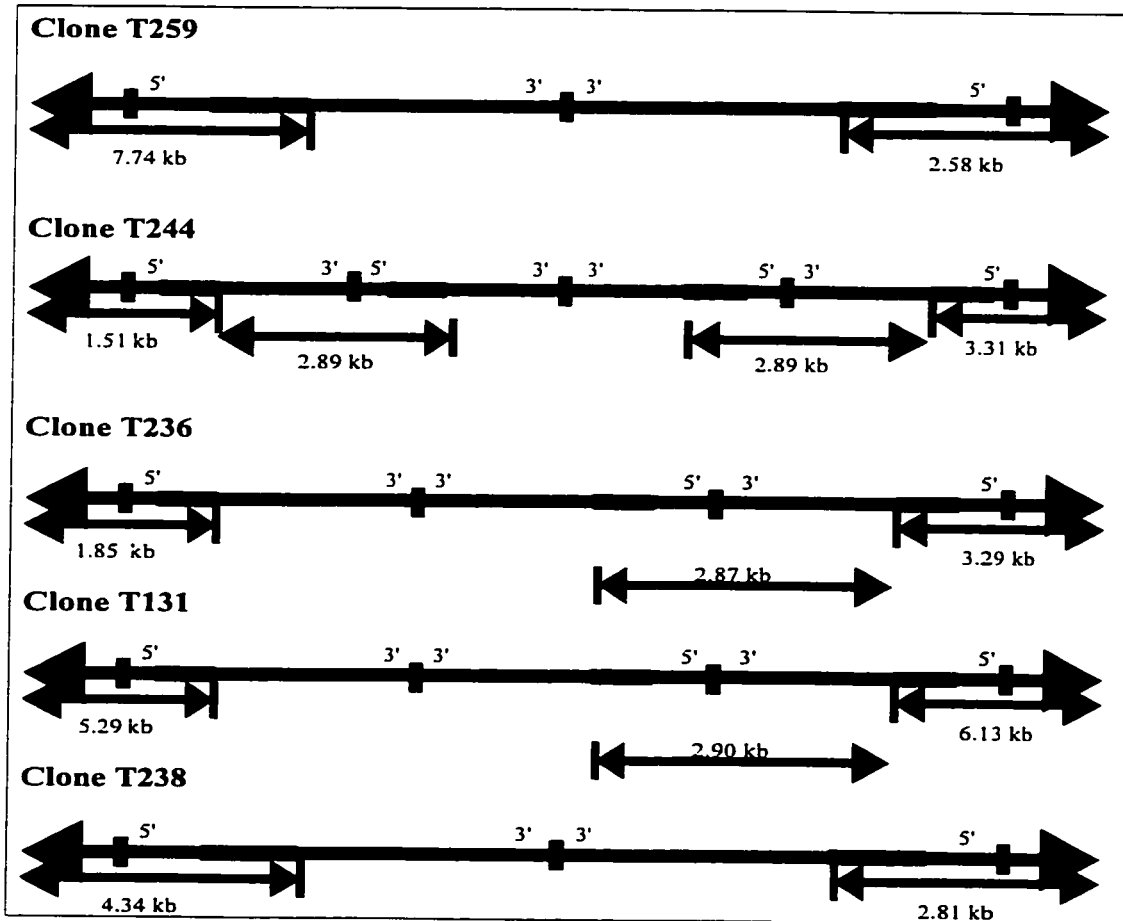 Clone T259
5' 3' 3' 5'
7.74 kb 2.58 kb
Clone T244
5' 3' 5' 3' 3' 5' 3' 5'
1.51 kb 2.89 kb 2.89 kb 3.31 kb
Clone T236
5' 3' 3' 5' 3' 5'
1.85 kb 2.87 kb 3.29 kb
Clone T131
5' 3' 3' 5' 3' 5'
5.29 kb 2.90 kb 6.13 kb
Clone T238
5' 3' 3' 5'
4.34 kb 2.81 kb